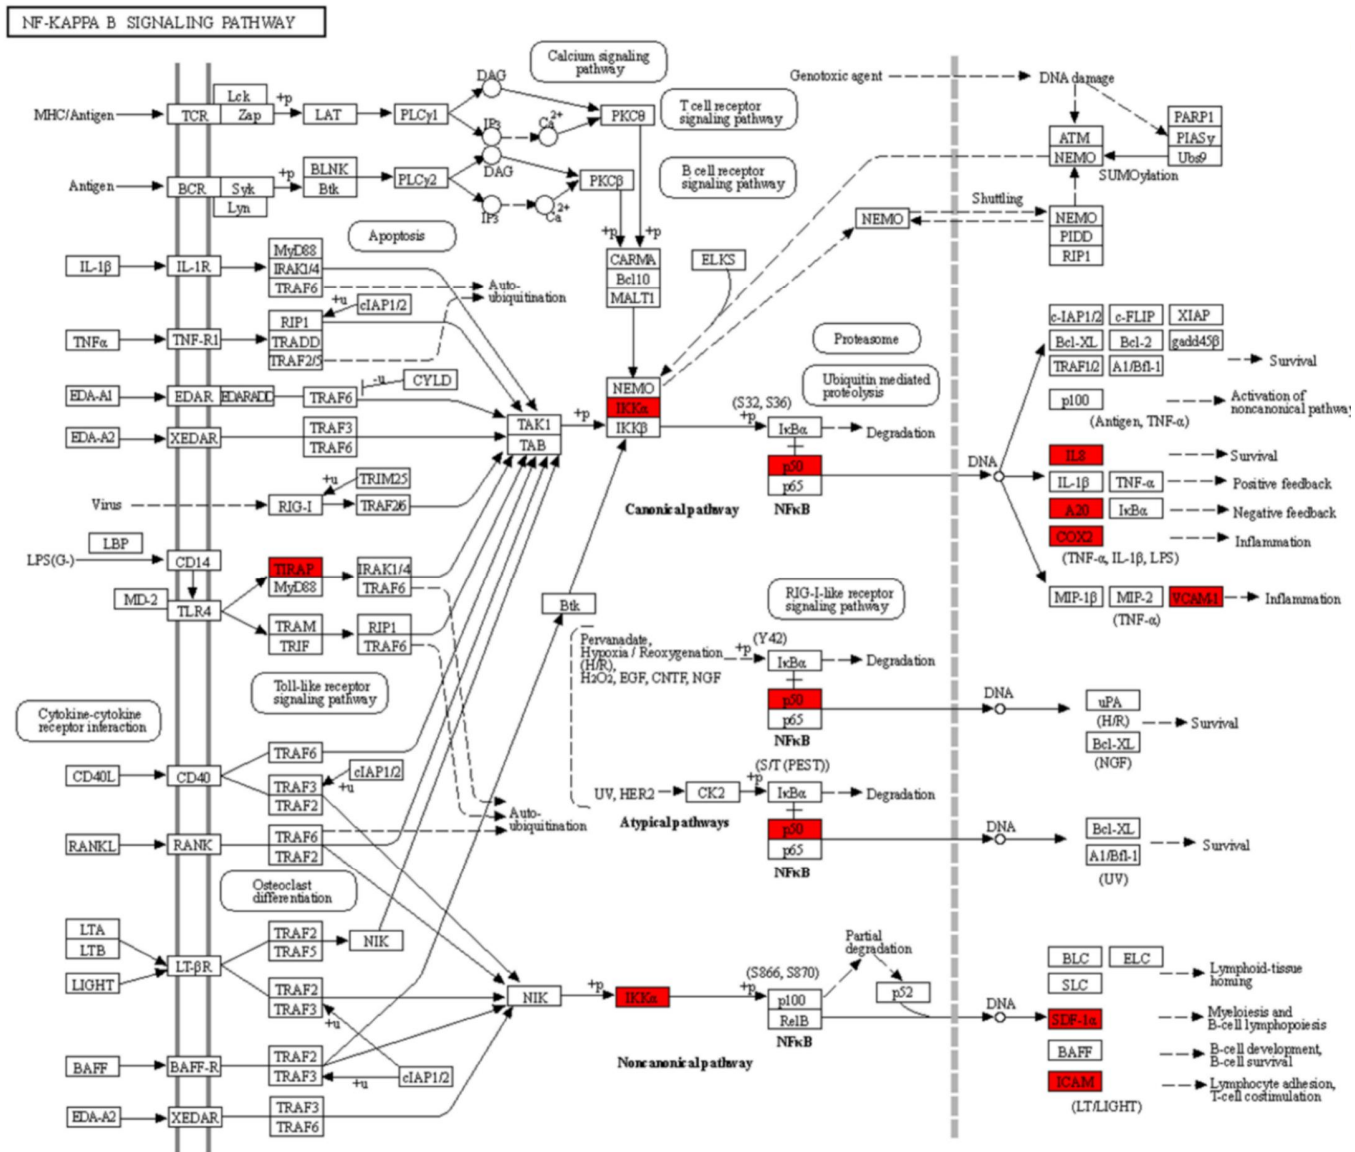 NF-KAPPA B SIGNALING PATHWAY
Calcium signaling
pathway
T cell receptor
signaling pathway
B cell receptor
signaling pathway
MHC/Antigen
TCR
Lck
Zap
+p
LAT
PLCγ1
DAG
IP3
Ca2+
PKCθ
Antigen
BCR
Syk
Lyn
+p
BLNK
Btk
PLCγ2
DAG
IP3
Ca2+
PKCβ
+p
+p
Genotoxic agent
DNA damage
PARP1
PIASy
Ubs9
ATM
NEMO
SUMOylation
Shuttling
NEMO
NEMO
PIDD
RIP1
Apoptosis
IL-1β
IL-1R
MyD88
IRAK1/4
TRAF6
Auto-
ubiquitination
CARMA
Bcl10
MALT1
ELKS
TNFα
TNF-R1
+u
cIAP1/2
RIP1
TRADD
TRAF2/5
EDA-A1
EDAR
EDARADD
TRAF6
-u
CYLD
EDA-A2
XEDAR
TRAF3
TRAF6
TAK1
TAB
+p
NEMO
IKKα
IKKβ
Proteasome
Ubiquitin mediated
proteolysis
(S32, S36)
+p
IκBα
Degradation
p50
p65
NFκB
Canonical pathway
Virus
RIG-I
+u
TRIM25
TRAF2/6
c-IAP1/2
c-FLIP
XIAP
Bcl-XL
Bcl-2
gadd45β
TRAF1/2
A1/Bfl-1
Survival
p100
Activation of
noncanonical pathway
(Antigen, TNF-α)
DNA
IL8
Survival
IL-1β
TNF-α
Positive feedback
A20
IκBα
Negative feedback
COX2
Inflammation
(TNF-α, IL-1β, LPS)
MIP-1β
MIP-2
VCAM-1
Inflammation
(TNF-α)
LPS(G-)
LBP
CD14
MD-2
TLR4
TIRAP
MyD88
IRAK1/4
TRAF6
TRAM
TRIF
RIP1
TRAF6
Btk
RIG-I-like receptor
signaling pathway
Pervanadate,
Hypoxia / Reoxygenation
(H/R),
H2O2, EGF, CNTF, NGF
(Y42)
+p
IκBα
Degradation
p50
p65
NFκB
DNA
uPA
(H/R)
Bcl-XL
(NGF)
Survival
Toll-like receptor
signaling pathway
Cytokine-cytokine
receptor interaction
CD40L
CD40
TRAF6
TRAF3
TRAF2
+u
cIAP1/2
Auto-
ubiquitination
RANKL
RANK
TRAF6
TRAF2
UV, HER2
CK2
(S/T (PEST))
+p
IκBα
Degradation
Atypical pathways
p50
p65
NFκB
DNA
Bcl-XL
A1/Bfl-1
(UV)
Survival
Osteoclast
differentiation
LTA
LTB
LIGHT
LT-βR
TRAF2
TRAF5
NIK
TRAF2
TRAF3
+u
NIK
+p
IKKα
(S866, S870)
+p
p100
RelB
NFκB
Partial
degradation
p52
Noncanonical pathway
DNA
BLC
ELC
SLC
Lymphoid-tissue
homing
SDF-1α
Myeloiesis and
B-cell lymphopoiesis
BAFF
B-cell development,
B-cell survival
ICAM
Lymphocyte adhesion,
T-cell costimulation
(LT/LIGHT)
BAFF
BAFF-R
TRAF2
TRAF3
+u
cIAP1/2
EDA-A2
XEDAR
TRAF3
TRAF6